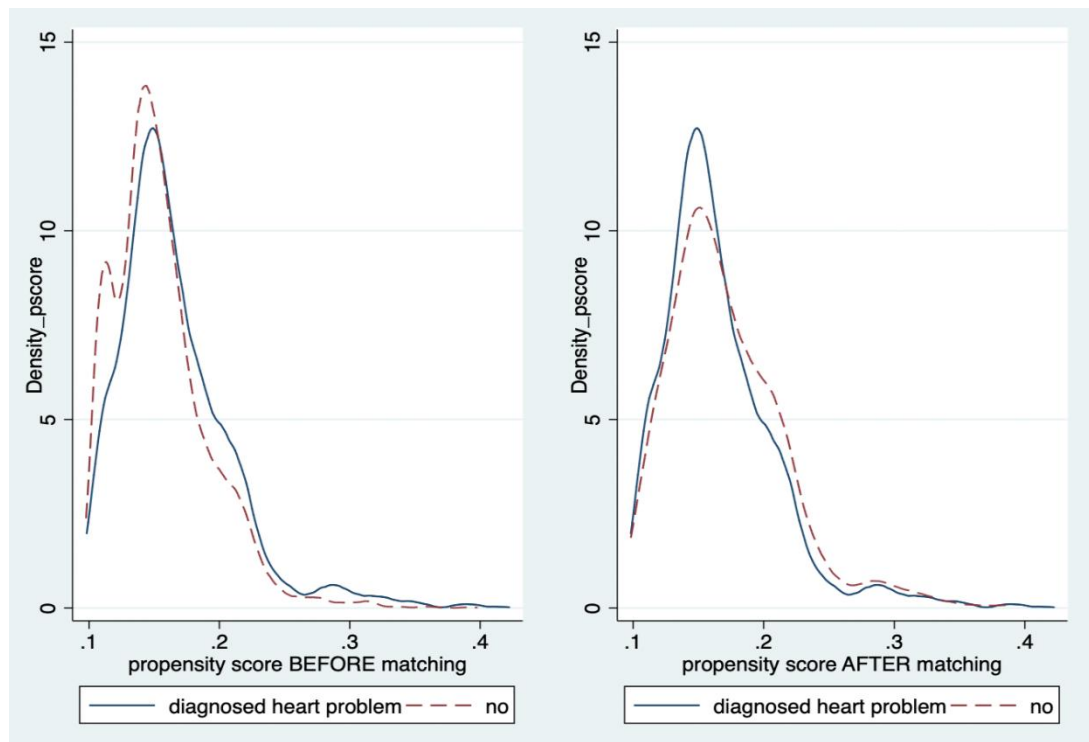 15
10
5
0
Density_pscore
.1 .2 .3 .4
propensity score BEFORE matching
diagnosed heart problem no
15
10
5
0
Density_pscore
.1 .2 .3 .4
propensity score AFTER matching
diagnosed heart problem no